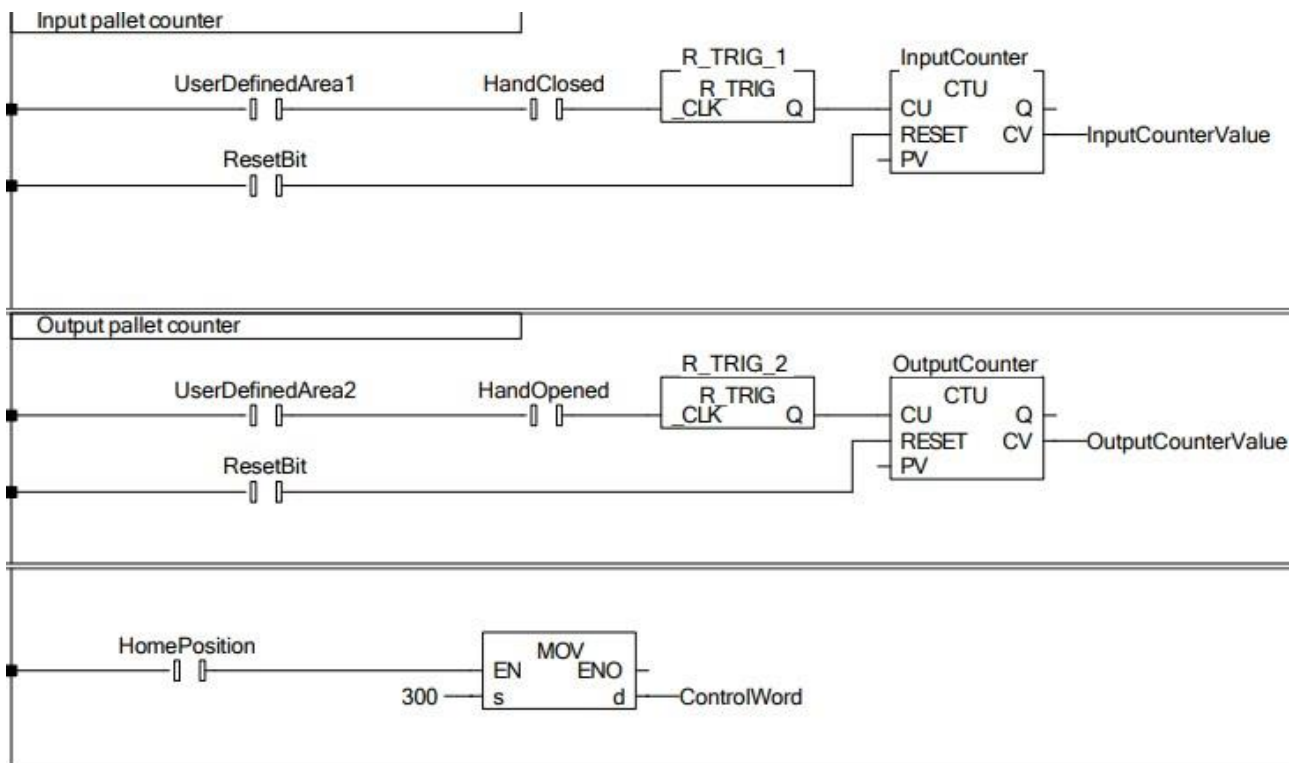 Input pallet counter
R_TRIG_1 InputCounter
UserDefinedArea1 HandClosed R_TRIG CTU
_CLK Q CU Q
RESET CV InputCounterValue
ResetBit PV
Output pallet counter
R_TRIG_2 OutputCounter
UserDefinedArea2 HandOpened R_TRIG CTU
_CLK Q CU Q
RESET CV OutputCounterValue
ResetBit PV
HomePosition MOV
EN ENO
300 s d ControlWord